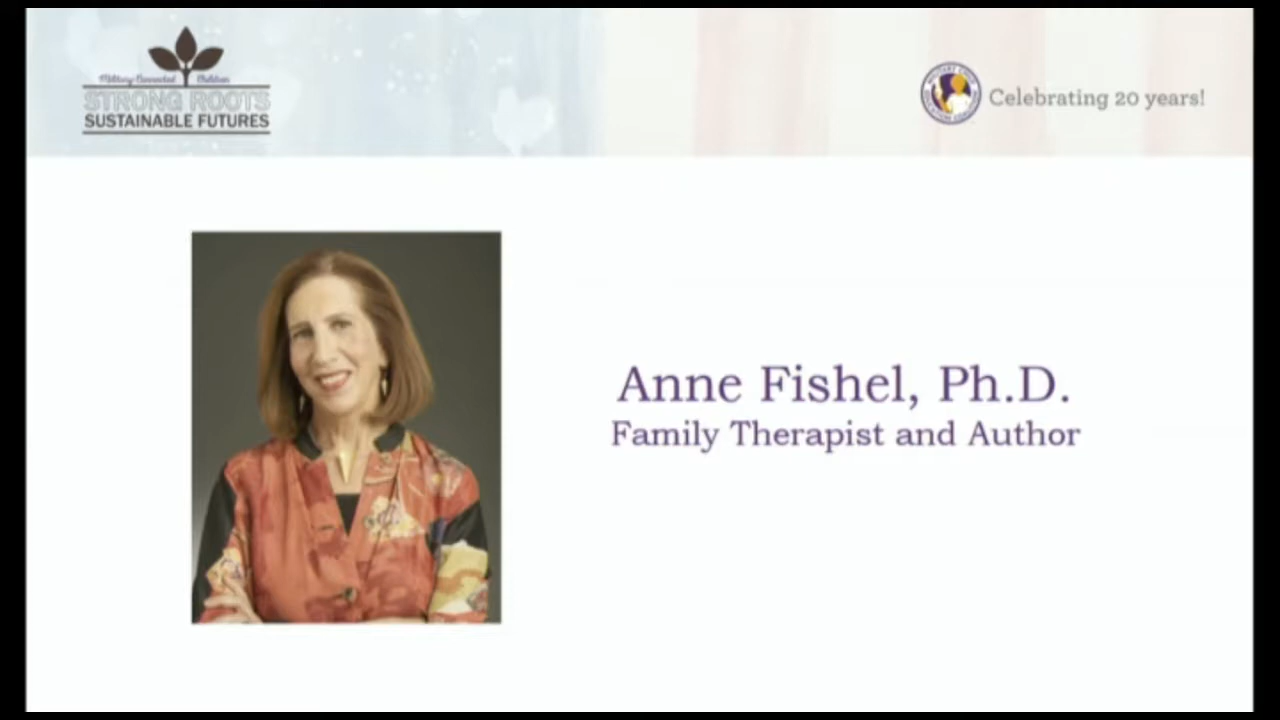 Military Connected Children
STRONG ROOTS
SUSTAINABLE FUTURES
Celebrating 20 years!
Anne Fishel, Ph.D.
Family Therapist and Author